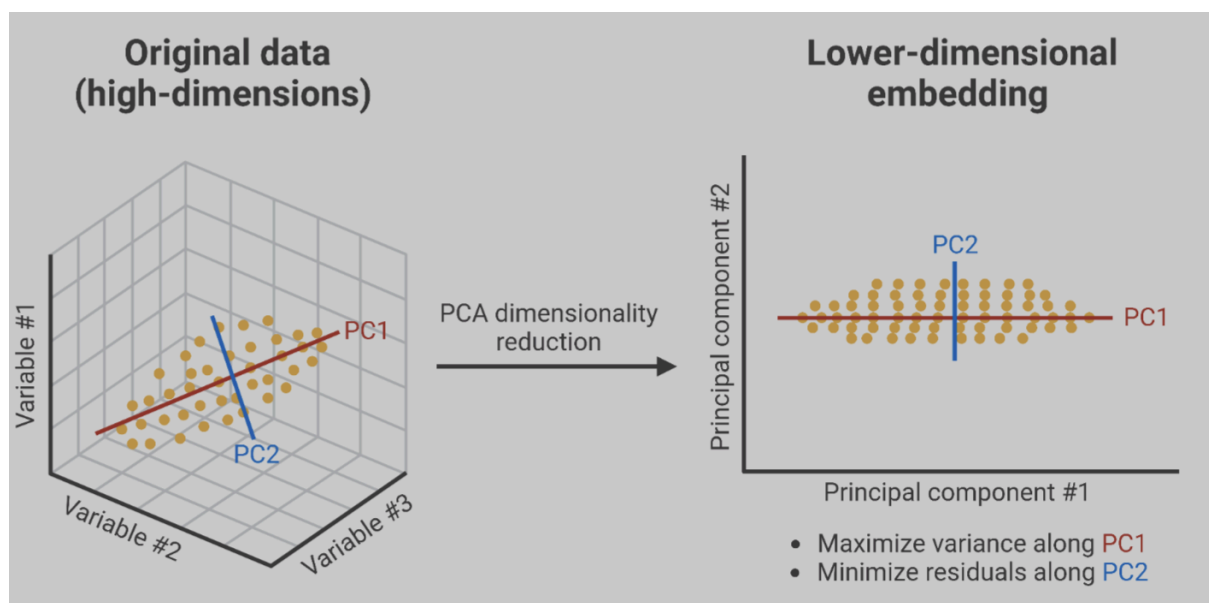 Original data
(high-dimensions)
Variable #1
Variable #2
Variable #3
PC1
PC2
PCA dimensionality
reduction
Lower-dimensional
embedding
Principal component #2
PC2
PC1
Principal component #1
• Maximize variance along PC1
• Minimize residuals along PC2